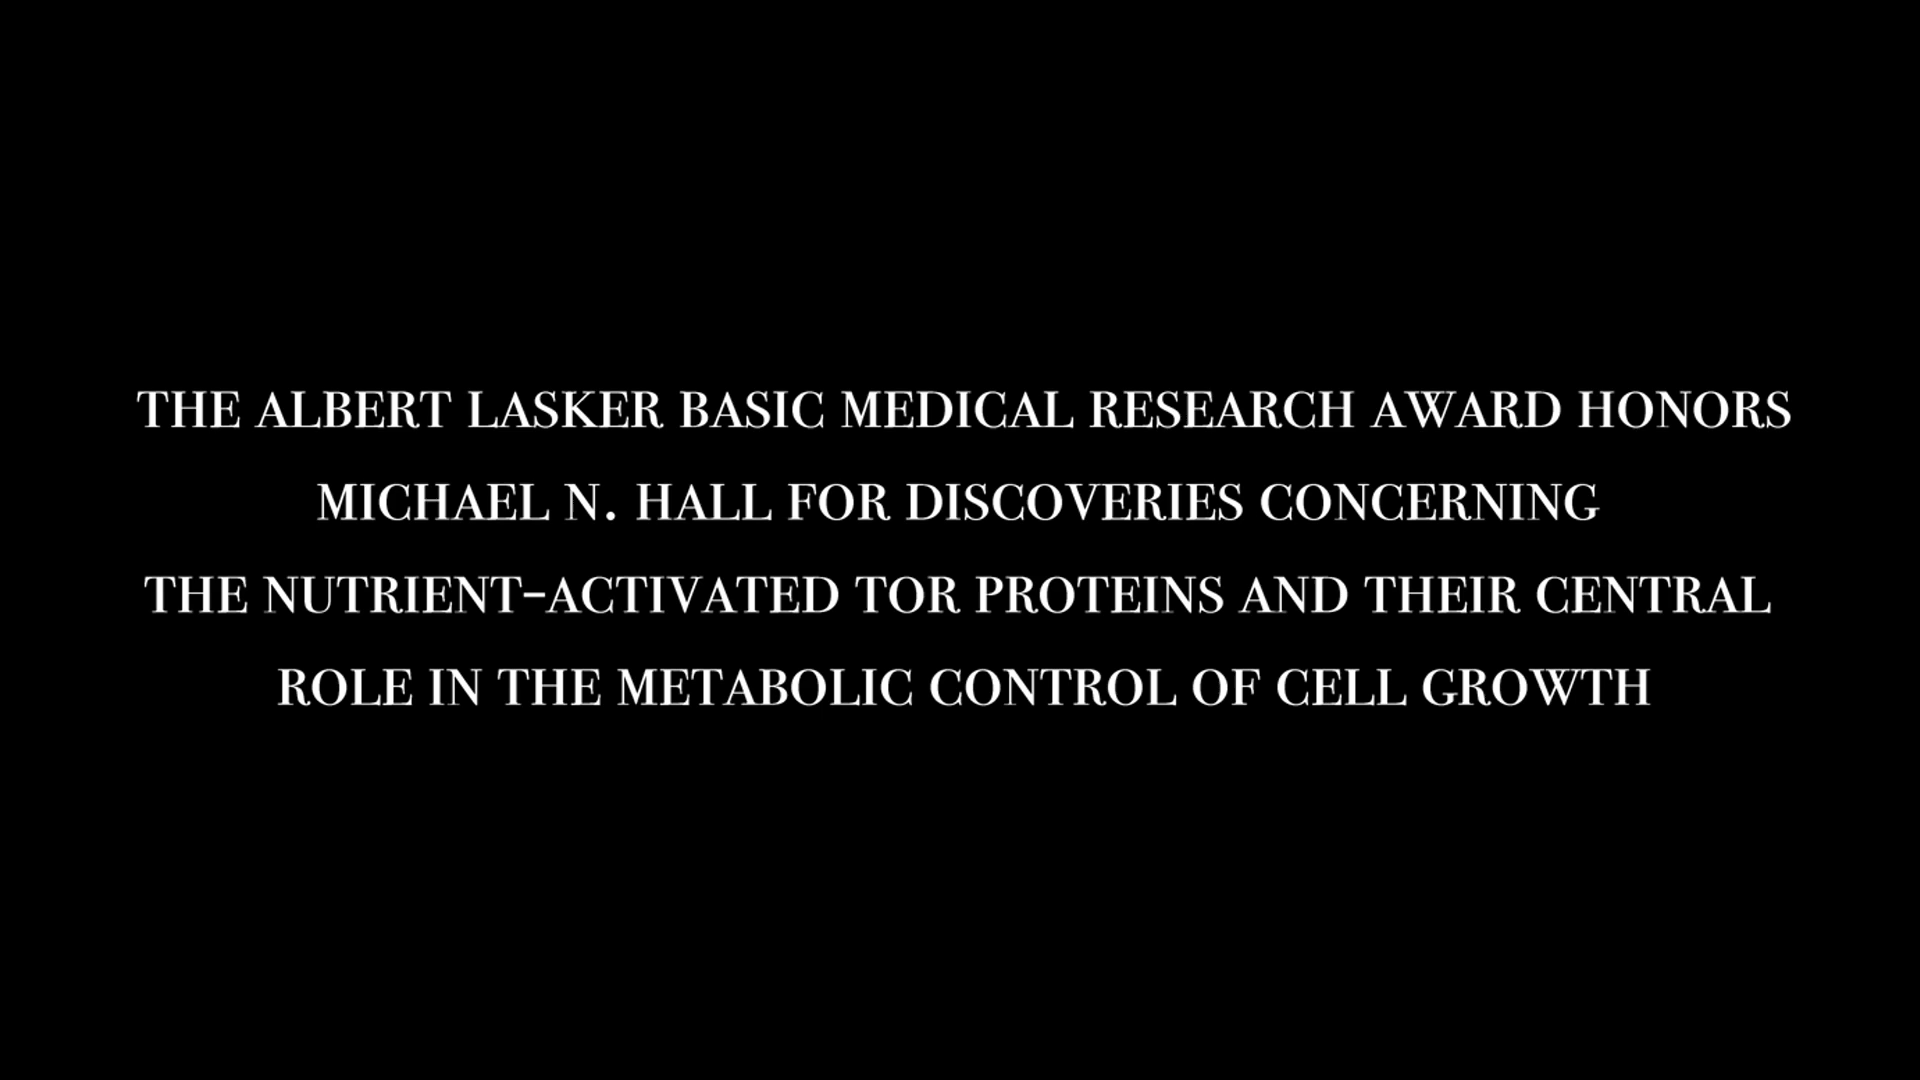 THE ALBERT LASKER BASIC MEDICAL RESEARCH AWARD HONORS
MICHAEL N. HALL FOR DISCOVERIES CONCERNING
THE NUTRIENT-ACTIVATED TOR PROTEINS AND THEIR CENTRAL
ROLE IN THE METABOLIC CONTROL OF CELL GROWTH